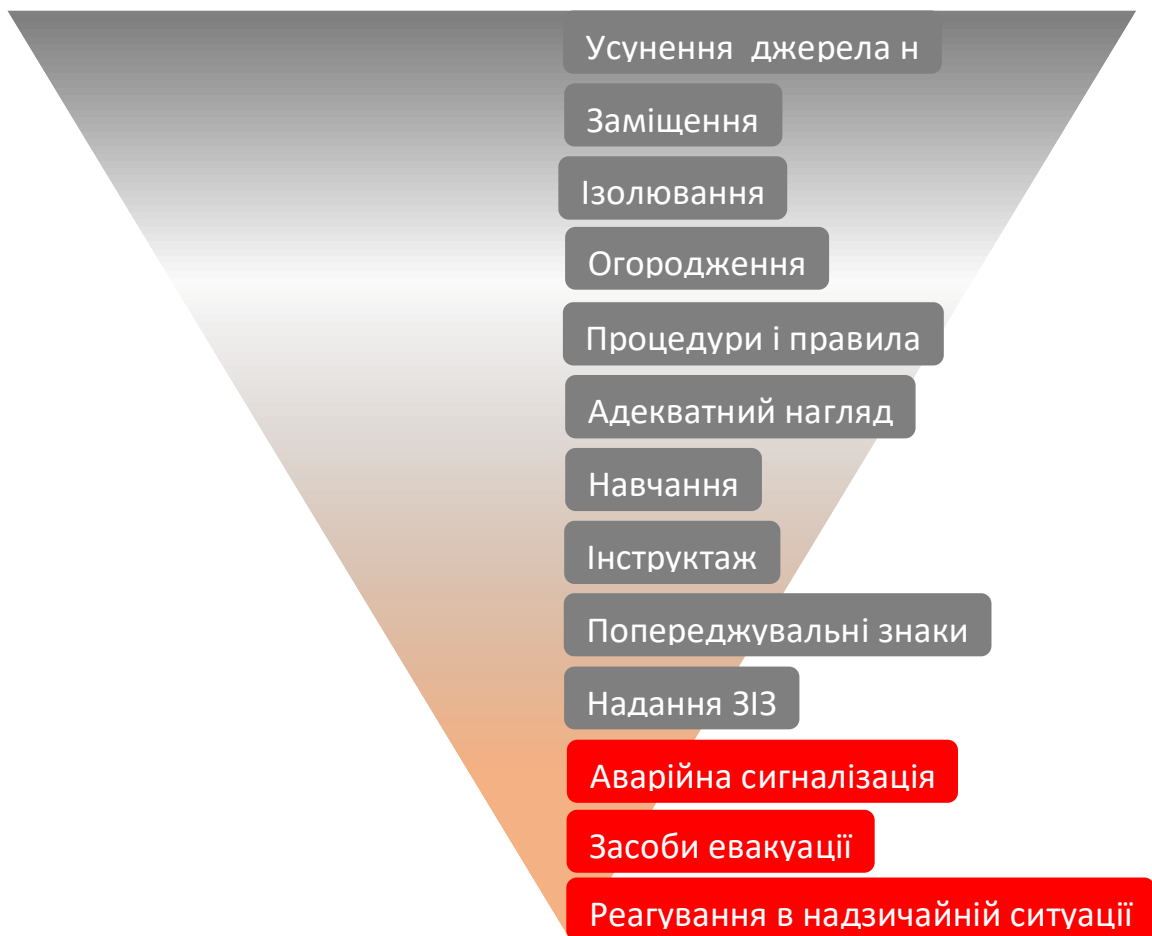 Усунення джерела н
Заміщення
Ізолювання
Огородження
Процедури і правила
Адекватний нагляд
Навчання
Інструктаж
Попереджувальні знаки
Надання ЗІЗ
Аварійна сигналізація
Засоби евакуації
Реагування в надзичайній ситуації